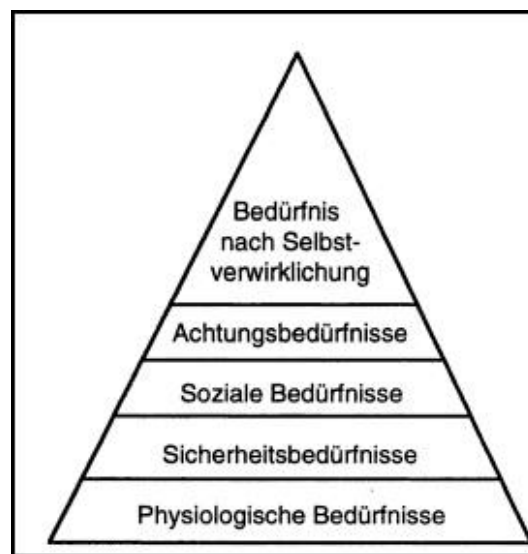 Bedürfnis
nach Selbst-
verwirklichung
Achtungsbedürfnisse
Soziale Bedürfnisse
Sicherheitsbedürfnisse
Physiologische Bedürfnisse